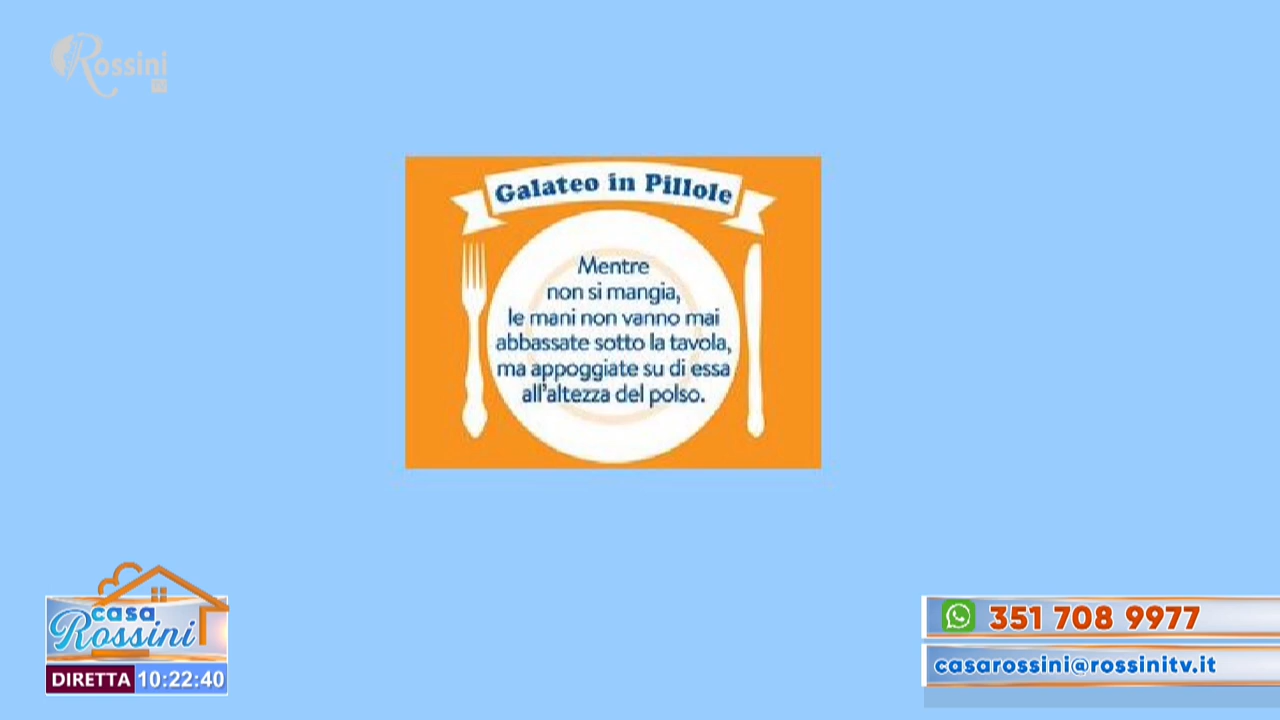 Rossini
TV
Galateo in Pillole
Mentre
non si mangia,
le mani non vanno mai
abbassate sotto la tavola,
ma appoggiate su di essa
all'altezza del polso.
casa
Rossini
DIRETTA 10:22:40
351 708 9977
casarossini@rossinitv.it